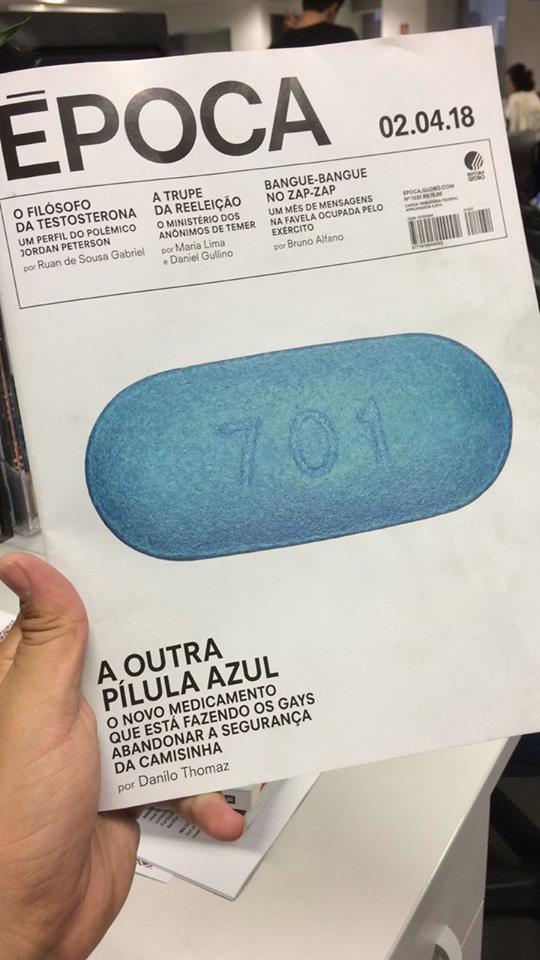 ÉPOCA
02.04.18
O FILÓSOFO
DA TESTOSTERONA
UM PERFIL DO POLÊMICO
JORDAN PETERSON
por Ruan de Sousa Gabriel
A TRUPE
DA REELEIÇÃO
O MINISTÉRIO DOS
ANÔNIMOS DE TEMER
por Maria Lima
e Daniel Gullino
BANGUE-BANGUE
NO ZAP-ZAP
UM MÊS DE MENSAGENS
NA FAVELA OCUPADA PELO
EXÉRCITO
por Bruno Alfano
EPOCA.GLOBO.COM
CARGA TRIBUTÁRIA FEDERAL
701
A OUTRA
PÍLULA AZUL
O NOVO MEDICAMENTO
QUE ESTÁ FAZENDO OS GAYS
ABANDONAR A SEGURANÇA
DA CAMISINHA
por Danilo Thomaz